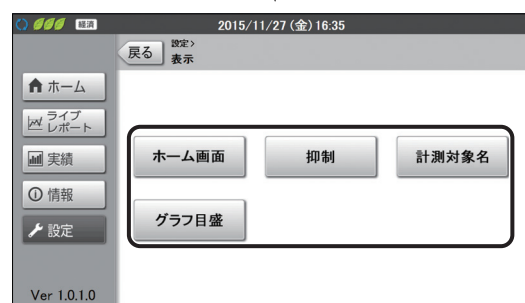 経済
2015/11/27(金)16:35
戻る
設定>
表示
ホーム
ライブ
レポート
実績
情報
設定
ホーム画面
抑制
計測対象名
グラフ目盛
Ver 1.0.1.0